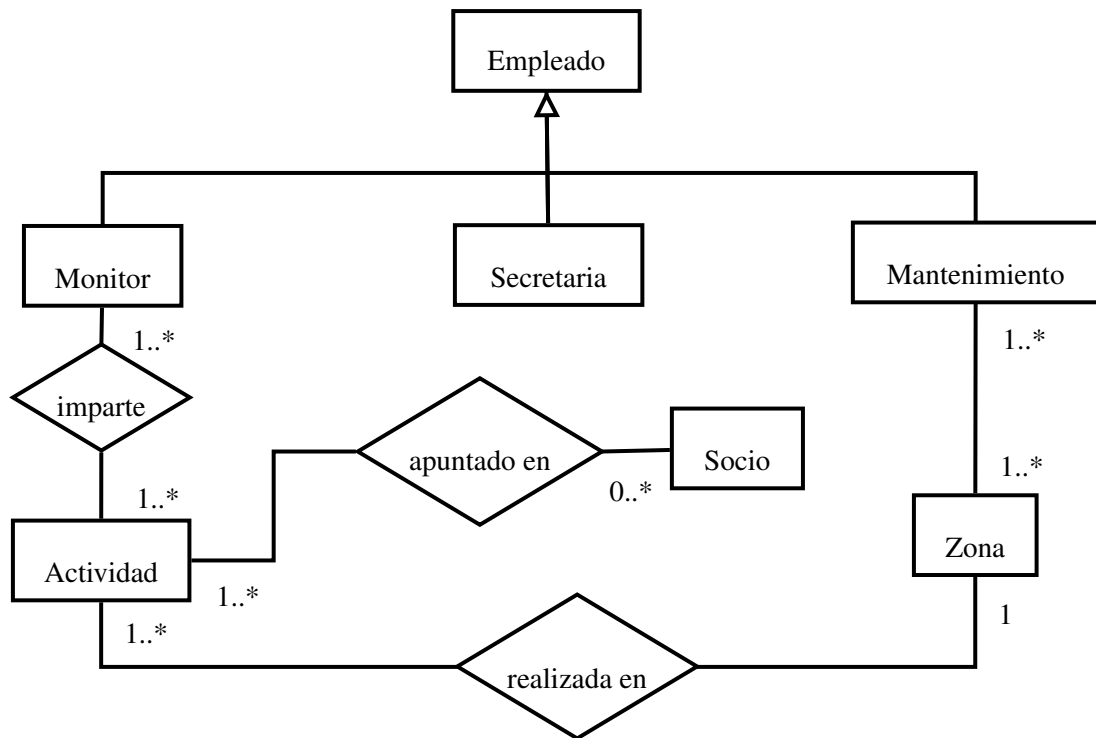 Empleado
Monitor
Secretaria
Mantenimiento
1..*
1..*
imparte
apuntado en
Socio
0..*
1..*
1..*
Actividad
Zona
1..*
1..*
1
realizada en